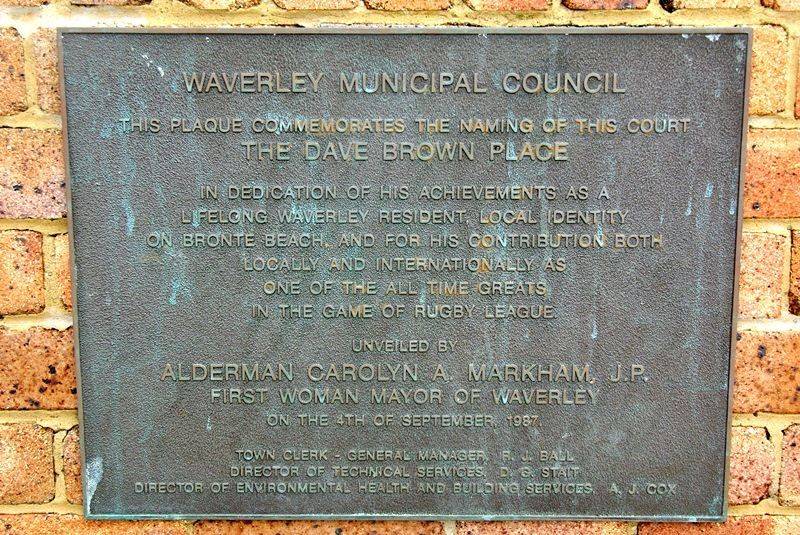 WAVERLEY MUNICIPAL COUNCIL
THIS PLAQUE COMMEMORATES THE NAMING OF THIS COURT
THE DAVE BROWN PLACE
IN DEDICATION OF HIS ACHIEVEMENTS AS A
LIFELONG WAVERLEY RESIDENT, LOCAL IDENTITY
ON BRONTE BEACH, AND FOR HIS CONTRIBUTION BOTH
LOCALLY AND INTERNATIONALLY AS
ONE OF THE ALL TIME GREATS
IN THE GAME OF RUGBY LEAGUE
UNVEILED BY
ALDERMAN CAROLYN A. MARKHAM, J.P.
FIRST WOMAN MAYOR OF WAVERLEY
ON THE 4TH OF SEPTEMBER, 1987.
TOWN CLERK - GENERAL MANAGER, R. J. BALL
DIRECTOR OF TECHNICAL SERVICES, D. G. STAIT
DIRECTOR OF ENVIRONMENTAL HEALTH AND BUILDING SERVICES, A. J. COX